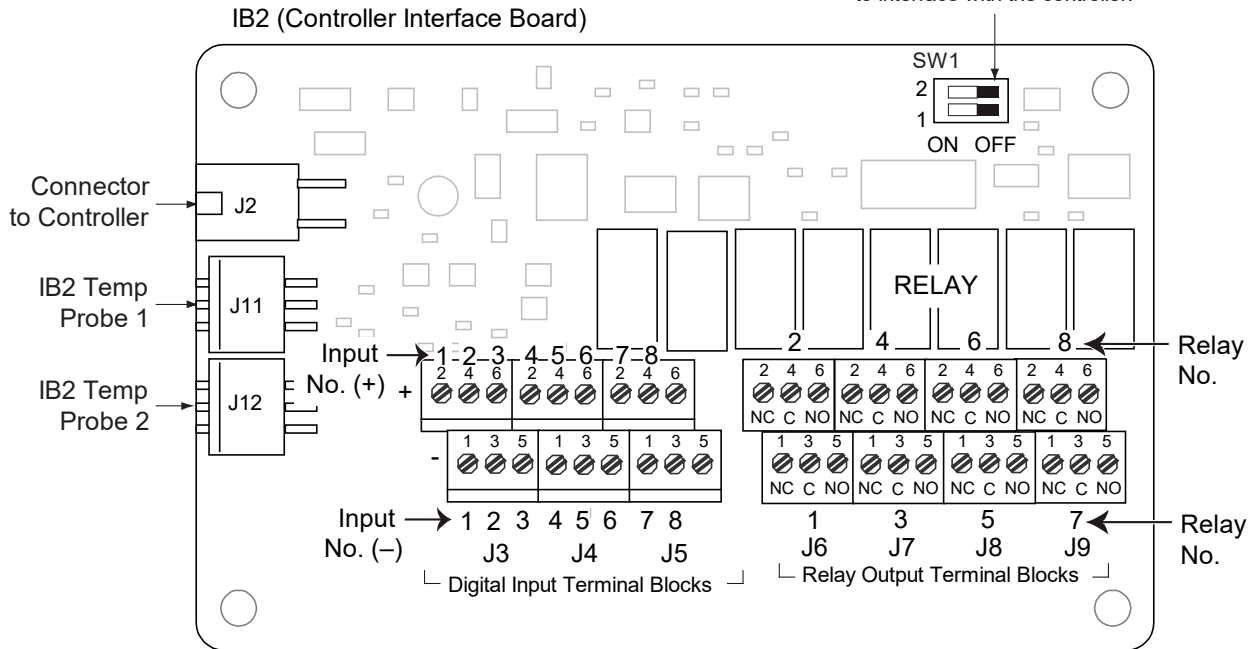 to interface with the controller.
IB2 (Controller Interface Board)
SW1
2
1
ON OFF
Connector
to Controller
J2
IB2 Temp
Probe 1
J11
IB2 Temp
Probe 2
J12
RELAY
Input
No. (+)
1 2 3 4 5 6 7 8
2 4 6 8
Relay
No.
+
2 4 6 2 4 6 2 4 6
2 4 6 2 4 6 2 4 6 2 4 6
NC C NO NC C NO NC C NO NC C NO
-
1 3 5 1 3 5 1 3 5
1 3 5 1 3 5 1 3 5 1 3 5
NC C NO NC C NO NC C NO NC C NO
Input
No. (–)
1 2 3 4 5 6 7 8
J3 J4 J5
Digital Input Terminal Blocks
1 3 5 7
J6 J7 J8 J9
Relay Output Terminal Blocks
Relay
No.